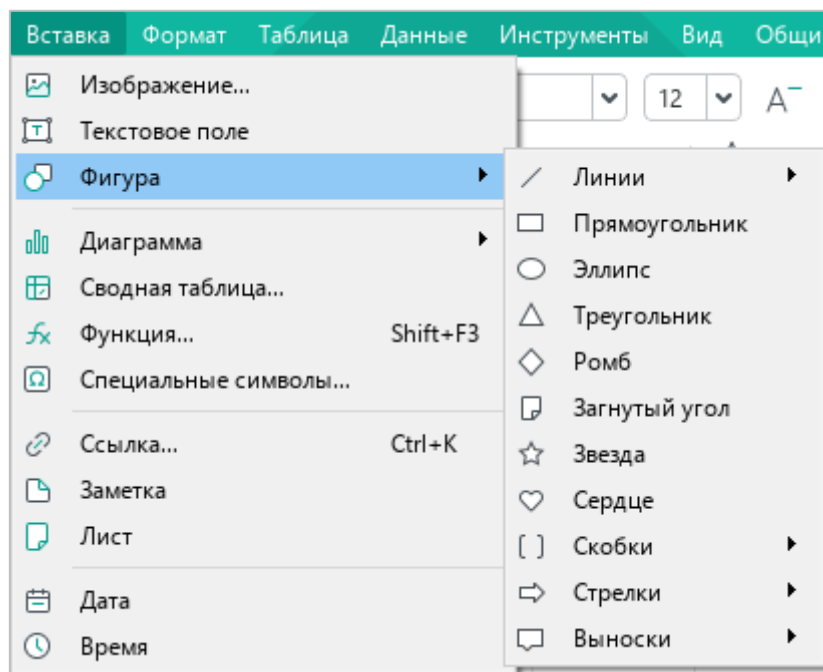 Вставка Формат Таблица Данные Инструменты Вид Общи
12 A
Изображение...
Текстовое поле
Фигура
Диаграмма
Сводная таблица...
Функция... Shift+F3
Специальные символы...
Ссылка... Ctrl+K
Заметка
Лист
Дата
Время
Линии
Прямоугольник
Эллипс
Треугольник
Ромб
Загнутый угол
Звезда
Сердце
Скобки
Стрелки
Выноски